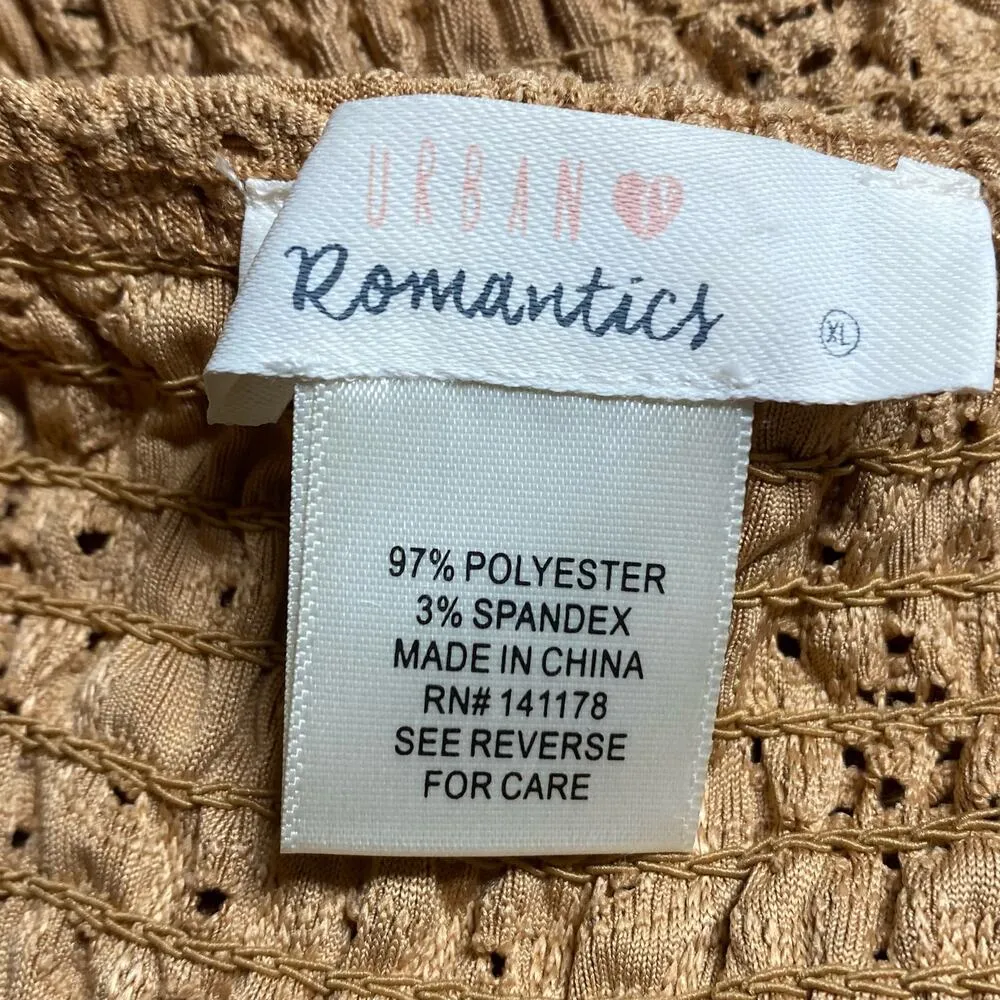 URBAN
Romantics
XL
97% POLYESTER
3% SPANDEX
MADE IN CHINA
RN# 141178
SEE REVERSE
FOR CARE